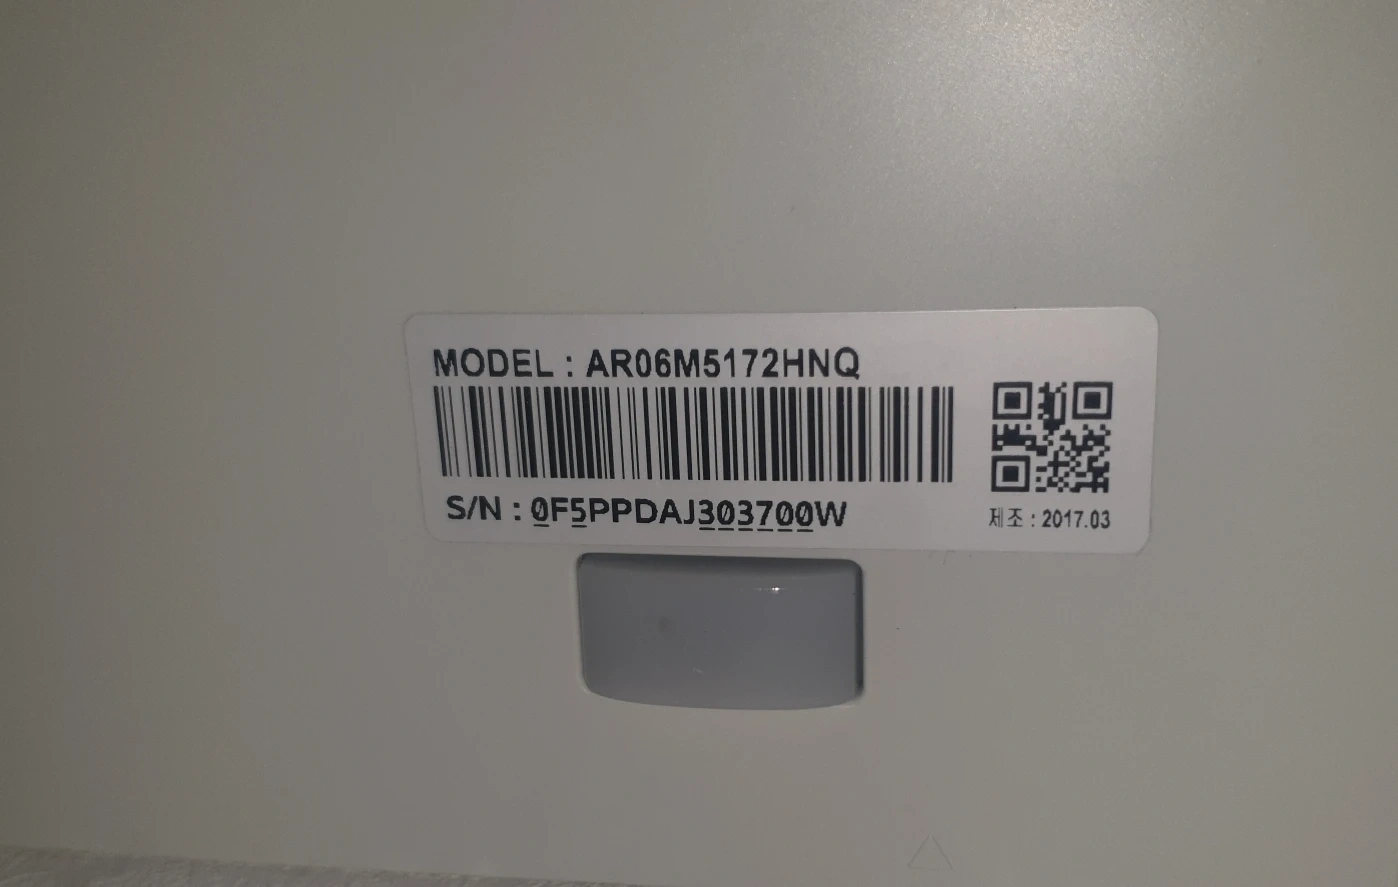 MODEL : AR06M5172HNQ
S/N : 0F5PPDAJ303700W
제조 : 2017.03